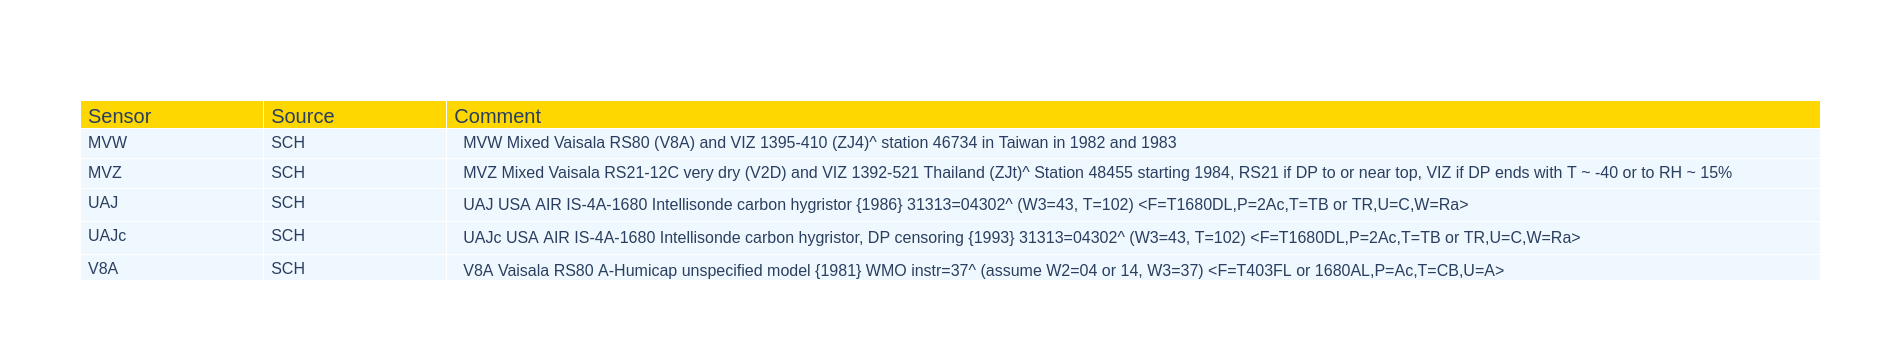 Sensor Source Comment
MVW SCH MVW Mixed Vaisala RS80 (V8A) and VIZ 1395-410 (ZJ4)^ station 46734 in Taiwan in 1982 and 1983
MVZ SCH MVZ Mixed Vaisala RS21-12C very dry (V2D) and VIZ 1392-521 Thailand (ZJt)^ Station 48455 starting 1984, RS21 if DP to or near top, VIZ if DP ends with T ~ -40 or to RH ~ 15%
UAJ SCH UAJ USA AIR IS-4A-1680 Intellisonde carbon hygristor {1986} 31313=04302^ (W3=43, T=102) <F=T1680DL,P=2Ac,T=TB or TR,U=C,W=Ra>
UAJc SCH UAJc USA AIR IS-4A-1680 Intellisonde carbon hygristor, DP censoring {1993} 31313=04302^ (W3=43, T=102) <F=T1680DL,P=2Ac,T=TB or TR,U=C,W=Ra>
V8A SCH V8A Vaisala RS80 A-Humicap unspecified model {1981} WMO instr=37^ (assume W2=04 or 14, W3=37) <F=T403FL or 1680AL,P=Ac,T=CB,U=A>